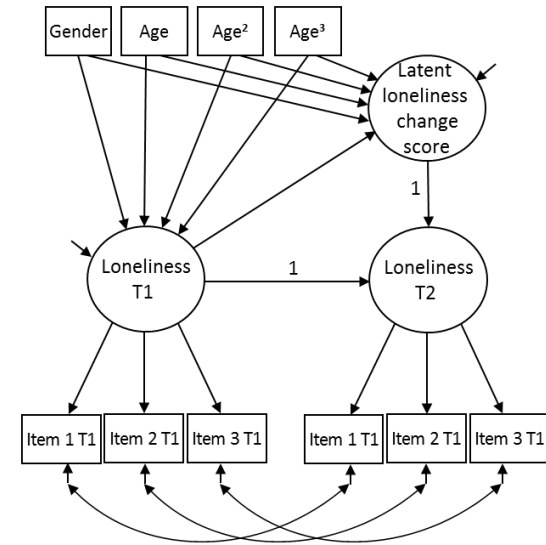 Gender
Age
Age²
Age³
Latent
loneliness
change
score
1
Loneliness
T1
1
Loneliness
T2
Item 1 T1
Item 2 T1
Item 3 T1
Item 1 T1
Item 2 T1
Item 3 T1